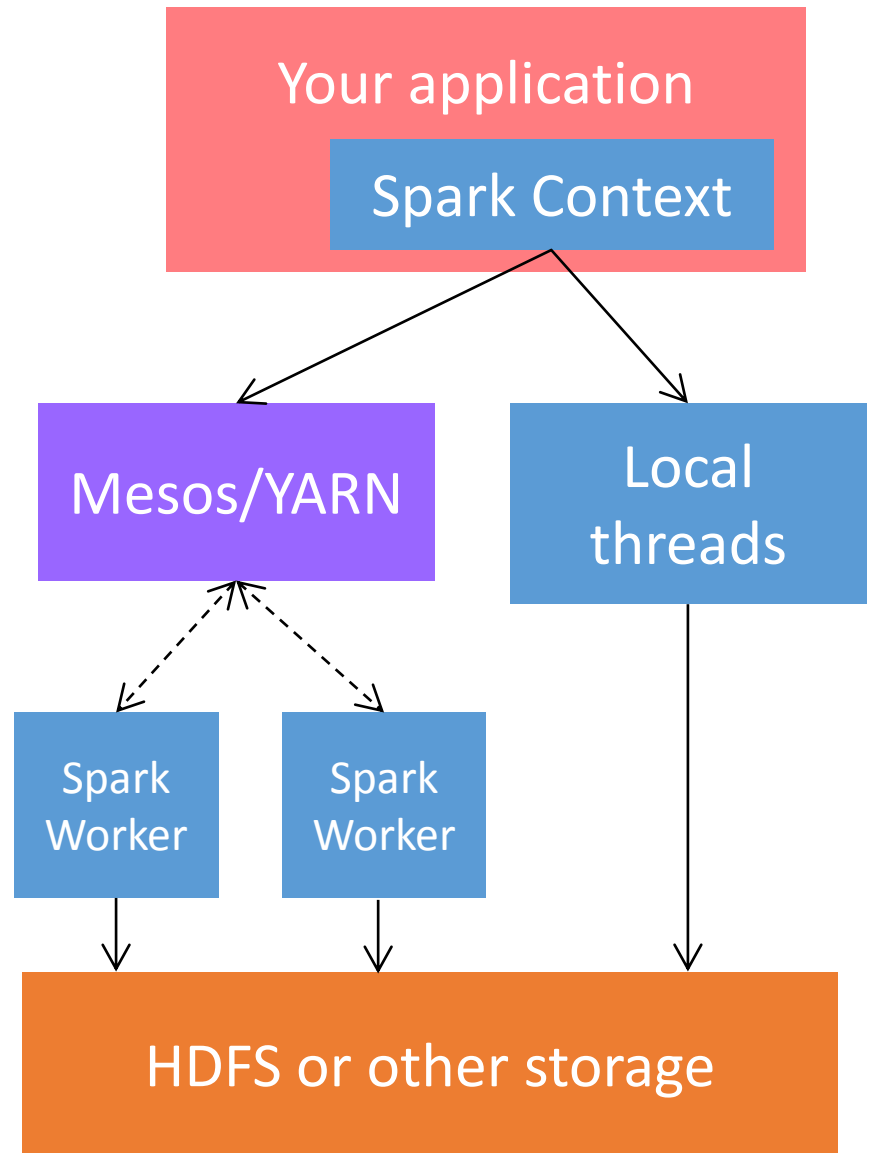 Your application
Spark Context
Mesos/YARN
Local
threads
Spark
Worker
Spark
Worker
HDFS or other storage